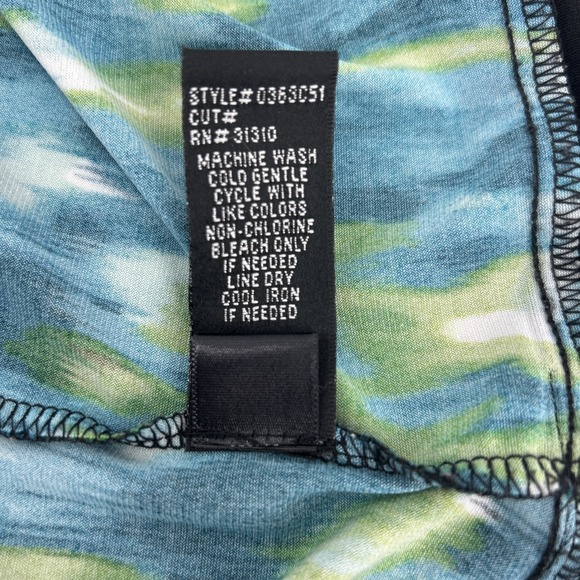 STYLE# 0363C51
CUT#
RN# 31310
MACHINE WASH
COLD GENTLE
CYCLE WITH
LIKE COLORS
NON-CHLORINE
BLEACH ONLY
IF NEEDED
LINE DRY
COOL IRON
IF NEEDED